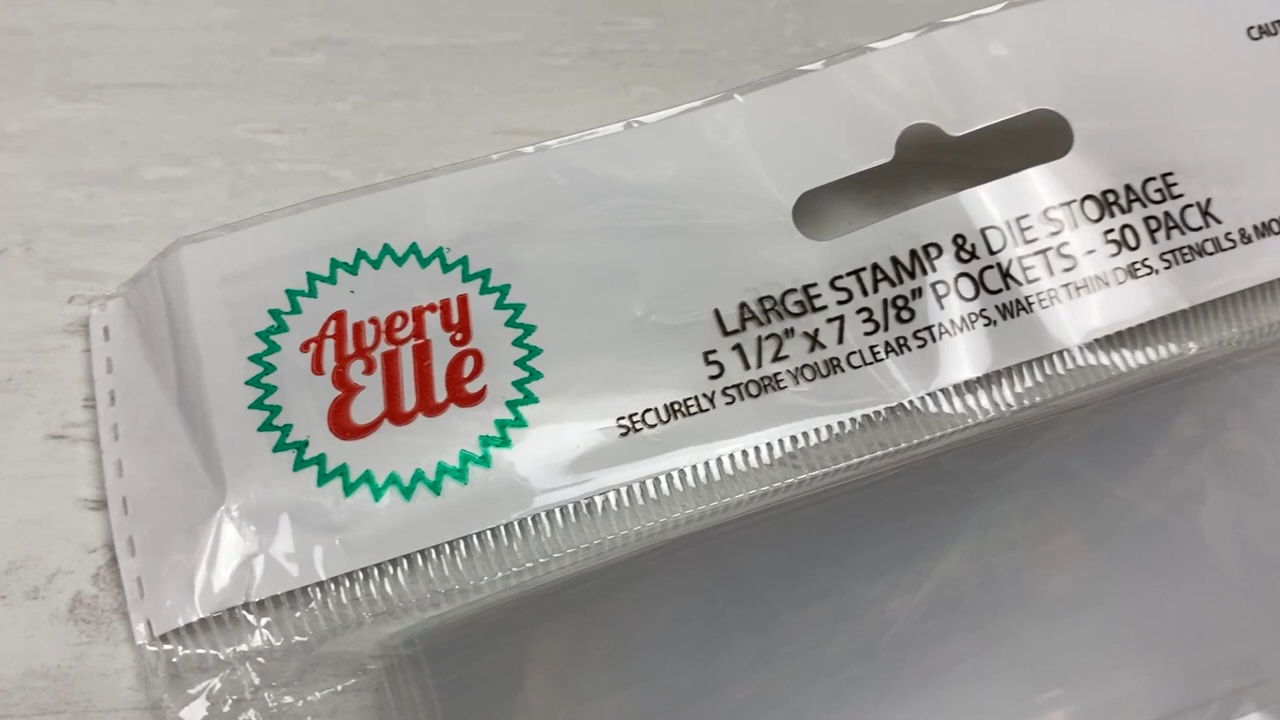 Avery
Elle
LARGE STAMP & DIE STORAGE
5 1/2" x 7 3/8" POCKETS - 50 PACK
SECURELY STORE YOUR CLEAR STAMPS, WAFER THIN DIES, STENCILS &